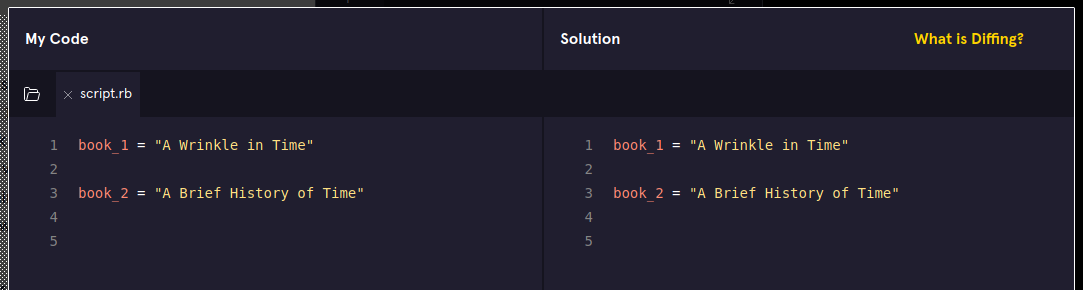 My Code
Solution
What is Diffing?
script.rb
1 book_1 = "A Wrinkle in Time"
2
3 book_2 = "A Brief History of Time"
4
5
1 book_1 = "A Wrinkle in Time"
2
3 book_2 = "A Brief History of Time"
4
5